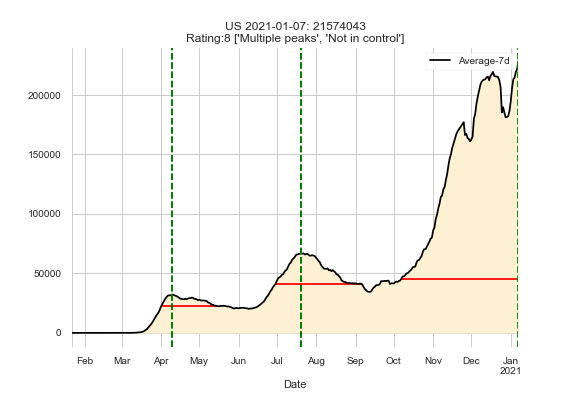 US 2021-01-07: 21574043
Rating:8 ['Multiple peaks', 'Not in control']
Average-7d
200000
150000
100000
50000
0
Feb Mar Apr May Jun Jul Aug Sep Oct Nov Dec Jan
2021
Date